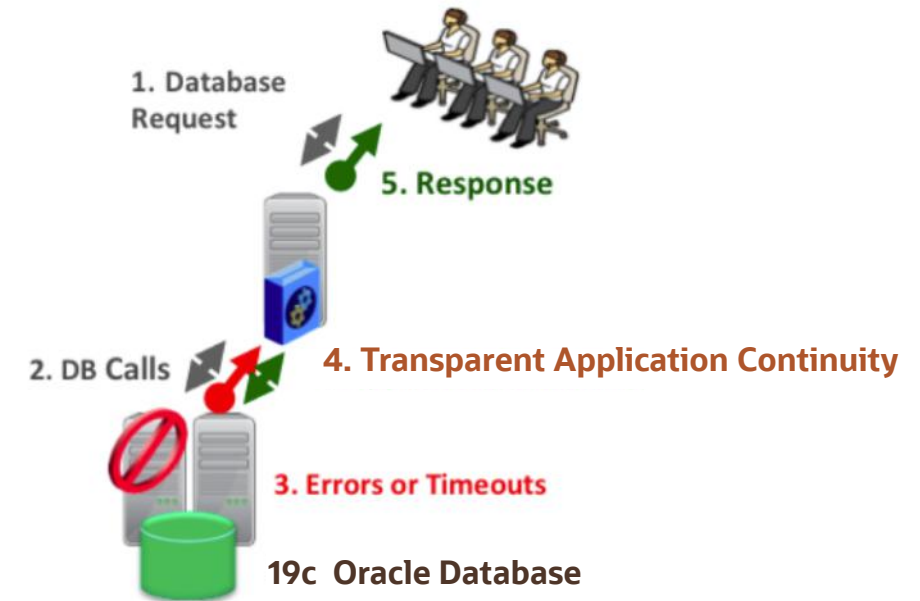 1. Database
Request
5. Response
2. DB Calls
4. Transparent Application Continuity
3. Errors or Timeouts
19c Oracle Database